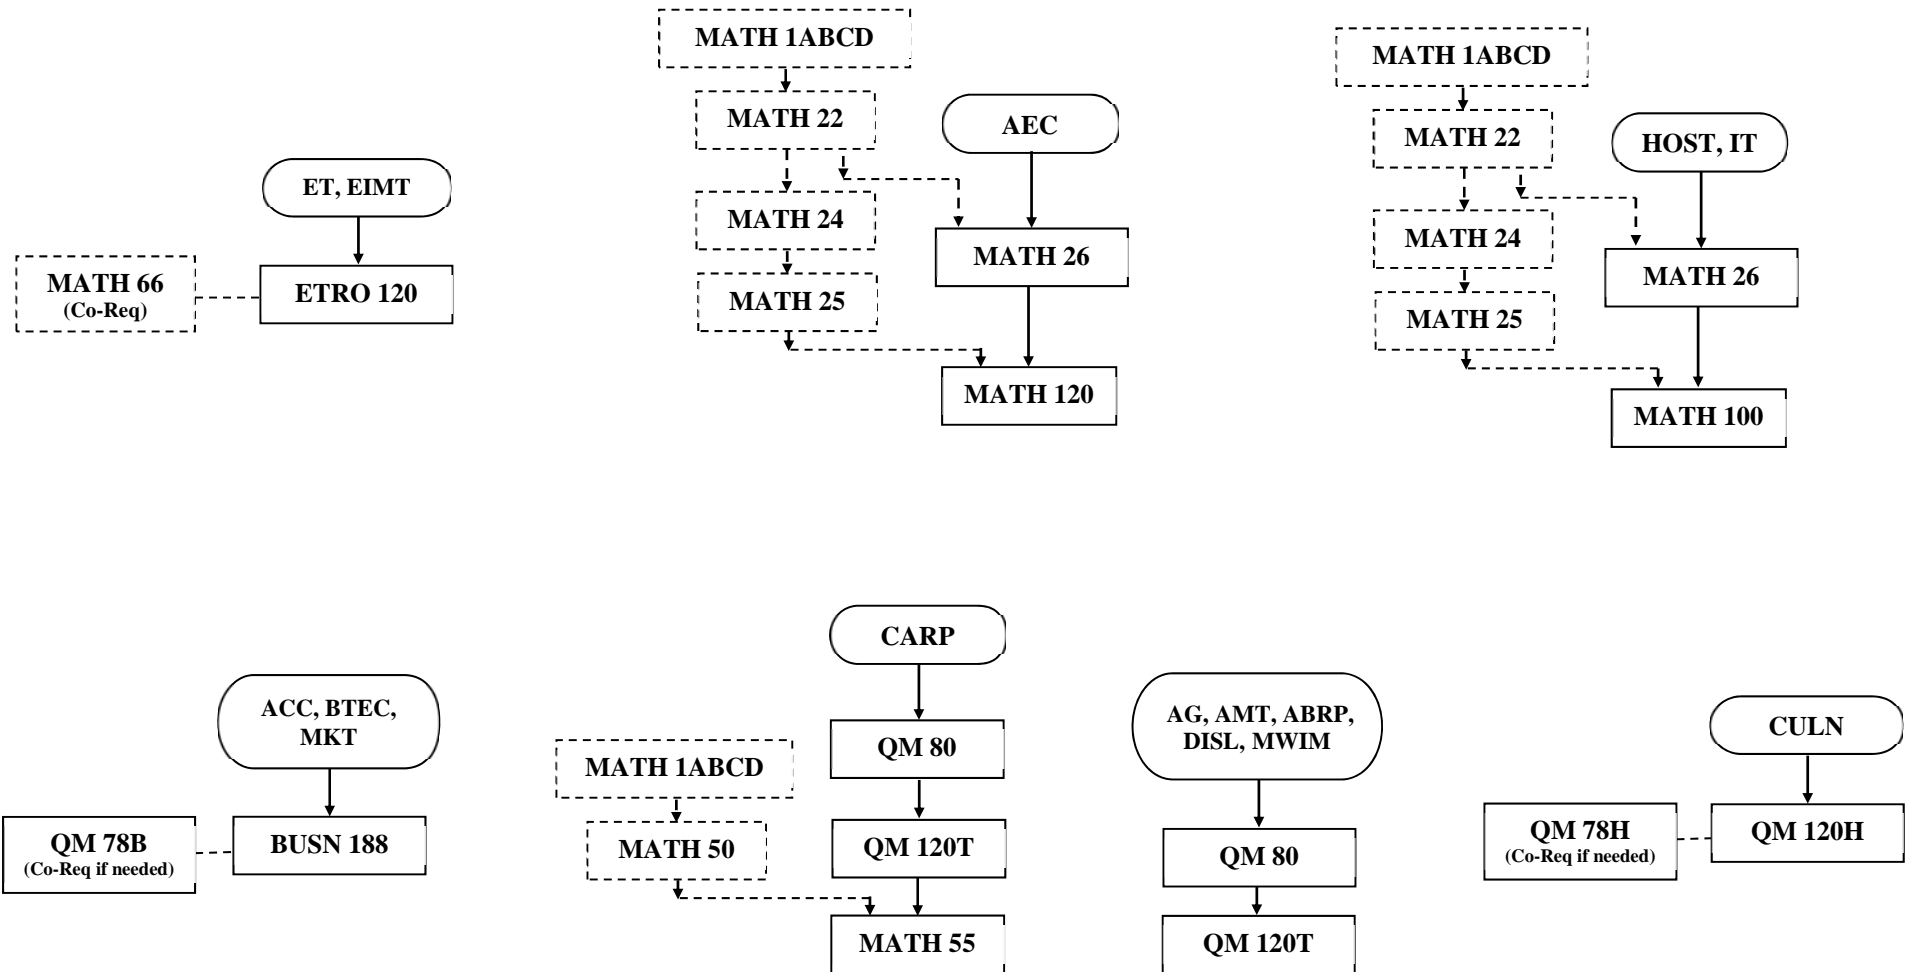 MATH 1ABCD
MATH 22
AEC
MATH 24
MATH 26
MATH 25
MATH 120
MATH 1ABCD
MATH 22
HOST, IT
MATH 24
MATH 26
MATH 25
MATH 100
ET, EIMT
MATH 66
(Co-Req)
ETRO 120
ACC, BTEC,
MKT
QM 78B
(Co-Req if needed)
BUSN 188
CARP
QM 80
MATH 1ABCD
MATH 50
QM 120T
MATH 55
AG, AMT, ABRP,
DISL, MWIM
QM 80
QM 120T
CULN
QM 78H
(Co-Req if needed)
QM 120H